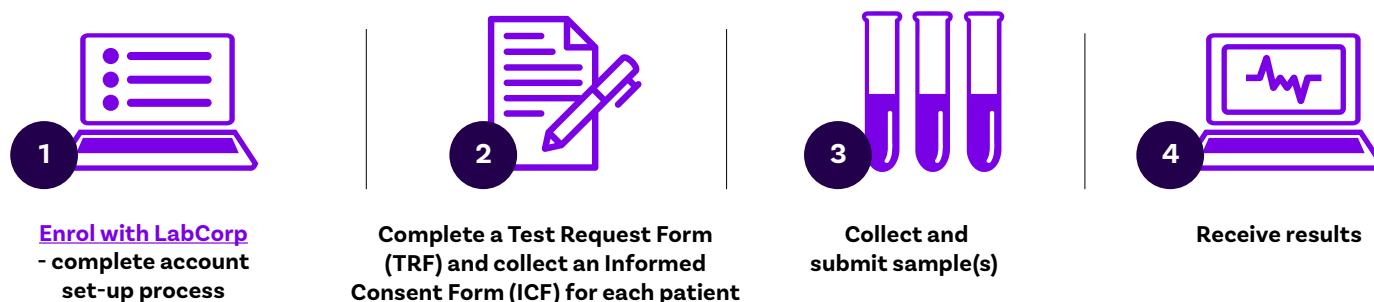 1
Enrol with LabCorp
- complete account
set-up process
2
Complete a Test Request Form
(TRF) and collect an Informed
Consent Form (ICF) for each patient
3
Collect and
submit sample(s)
4
Receive results